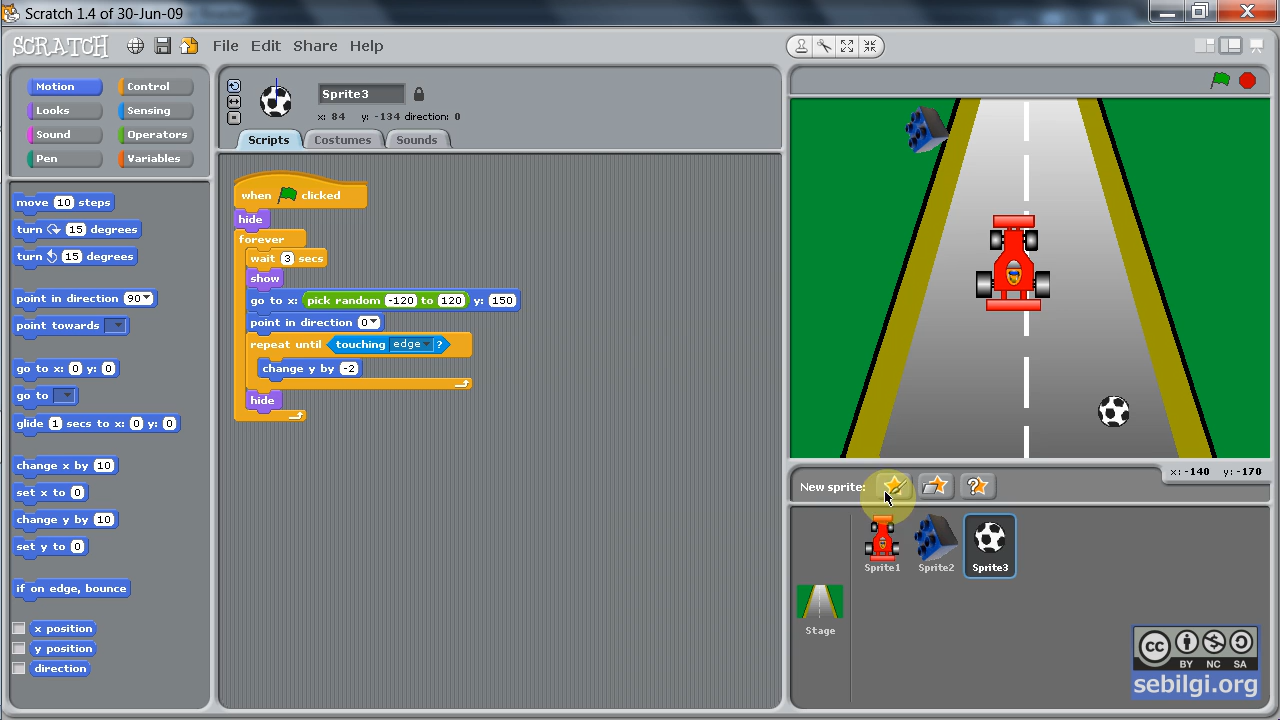 Scratch 1.4 of 30-Jun-09
SCRATCH File Edit Share Help
Motion Control
Looks Sensing
Sound Operators
Pen Variables
move 10 steps
turn 15 degrees
turn 15 degrees
point in direction 90
point towards
go to x: 0 y: 0
go to
glide 1 secs to x: 0 y: 0
change x by 10
set x to 0
change y by 10
set y to 0
if on edge, bounce
x position
y position
direction
Sprite3
x: 84 y: -134 direction: 0
Scripts Costumes Sounds
when clicked
hide
forever
wait 3 secs
show
go to x: pick random -120 to 120 y: 150
point in direction 0
repeat until touching edge ?
change y by -2
hide
x: -140 y: -170
New sprite: ?
Sprite1 Sprite2 Sprite3
Stage
cc BY NC SA
sebilgi.org